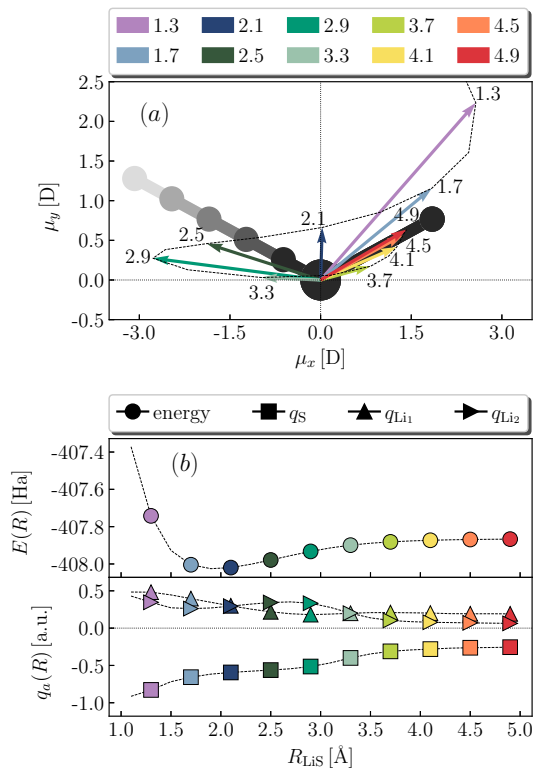 1.3 2.1 2.9 3.7 4.5
1.7 2.5 3.3 4.1 4.9
(a)
2.5
2.0
1.5
1.0
0.5
0.0
-0.5
μy [D]
1.3
1.7
2.1
4.9
2.5
4.5
2.9
4.1
3.3
3.7
-3.0 -1.5 0.0 1.5 3.0
μx [D]
energy qS qLi1 qLi2
(b)
-407.4
-407.6
-407.8
-408.0
E(R) [Ha]
0.5
0.0
-0.5
-1.0
qa(R) [a.u.]
1.0 1.5 2.0 2.5 3.0 3.5 4.0 4.5 5.0
RLiS [Å]